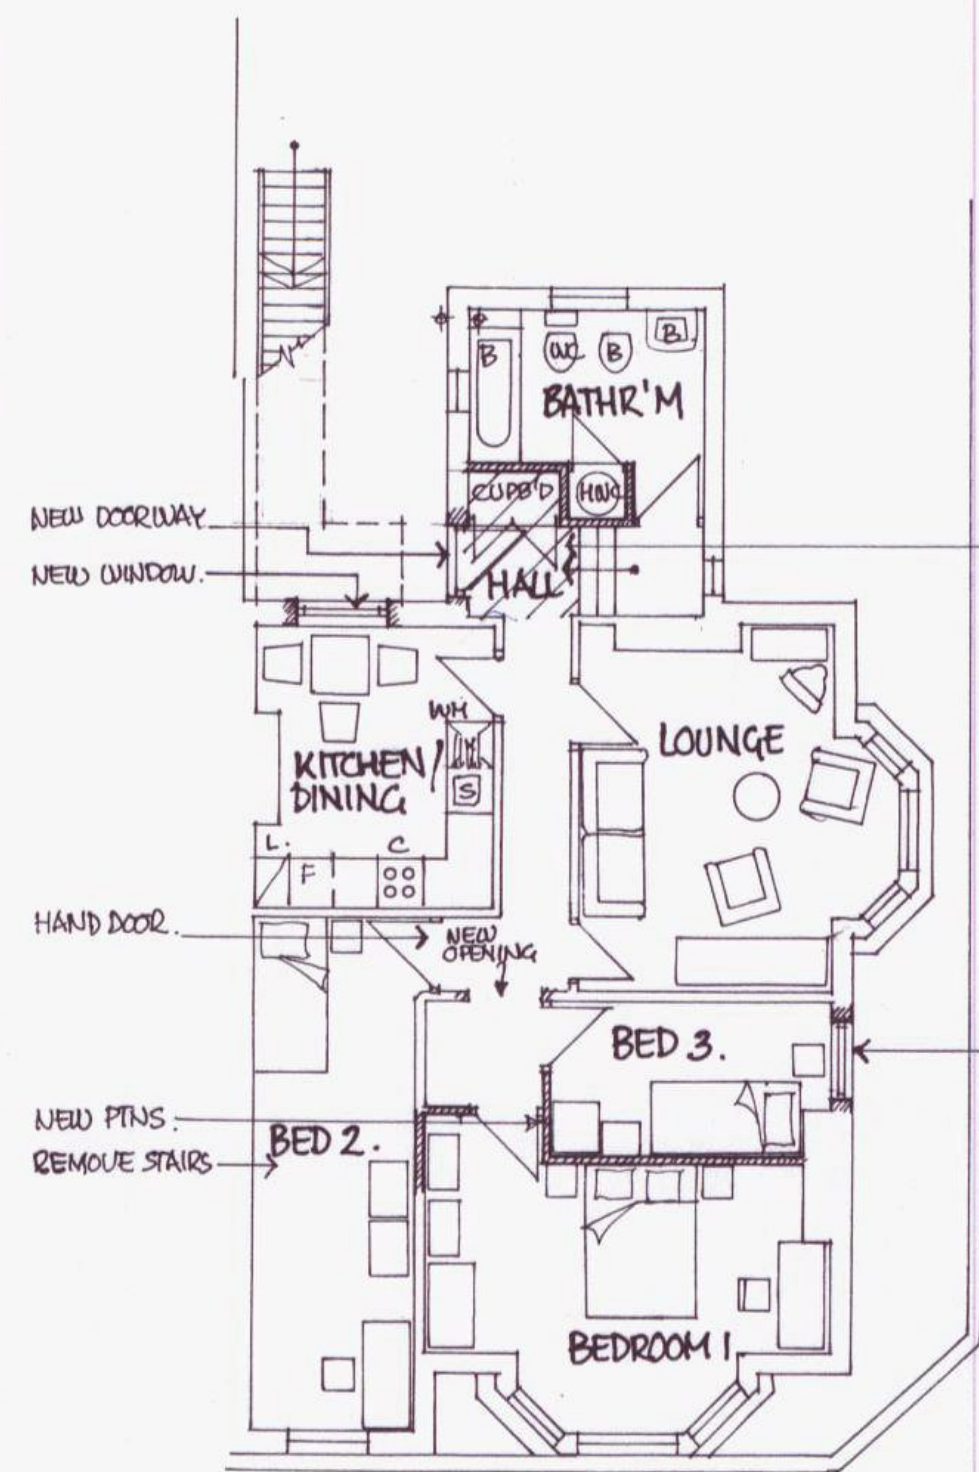 B
WC
B
B
BATHR'M
CUPB'D
HWC
NEW DOORWAY
HALL
NEW WINDOW.
WM
KITCHEN/
DINING
S
LOUNGE
L.
F
C
HAND DOOR.
NEW
OPENING
BED 3.
NEW PTNS.
BED 2.
REMOVE STAIRS
BEDROOM 1.